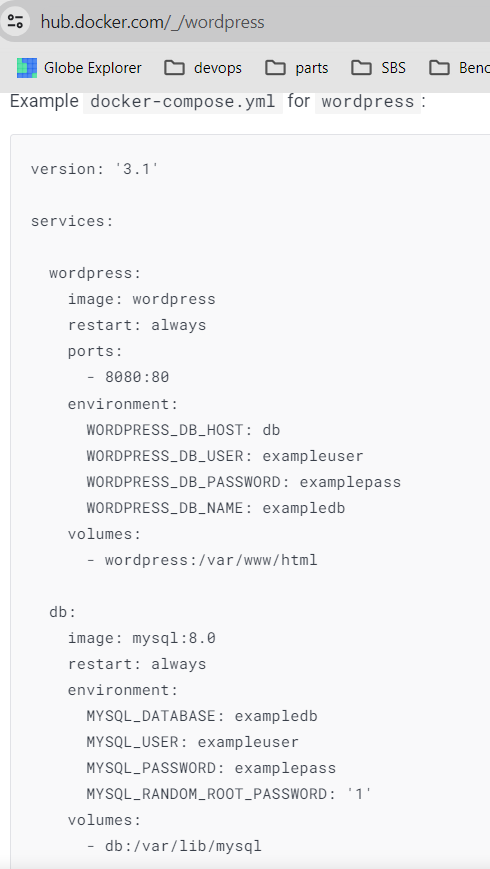 hub.docker.com/_/wordpress
Globe Explorer devops parts SBS Benc
Example docker-compose.yml for wordpress:
version: '3.1'
services:
  wordpress:
    image: wordpress
    restart: always
    ports:
      - 8080:80
    environment:
      WORDPRESS_DB_HOST: db
      WORDPRESS_DB_USER: exampleuser
      WORDPRESS_DB_PASSWORD: examplepass
      WORDPRESS_DB_NAME: exampledb
    volumes:
      - wordpress:/var/www/html
  db:
    image: mysql:8.0
    restart: always
    environment:
      MYSQL_DATABASE: exampledb
      MYSQL_USER: exampleuser
      MYSQL_PASSWORD: examplepass
      MYSQL_RANDOM_ROOT_PASSWORD: '1'
    volumes:
      - db:/var/lib/mysql